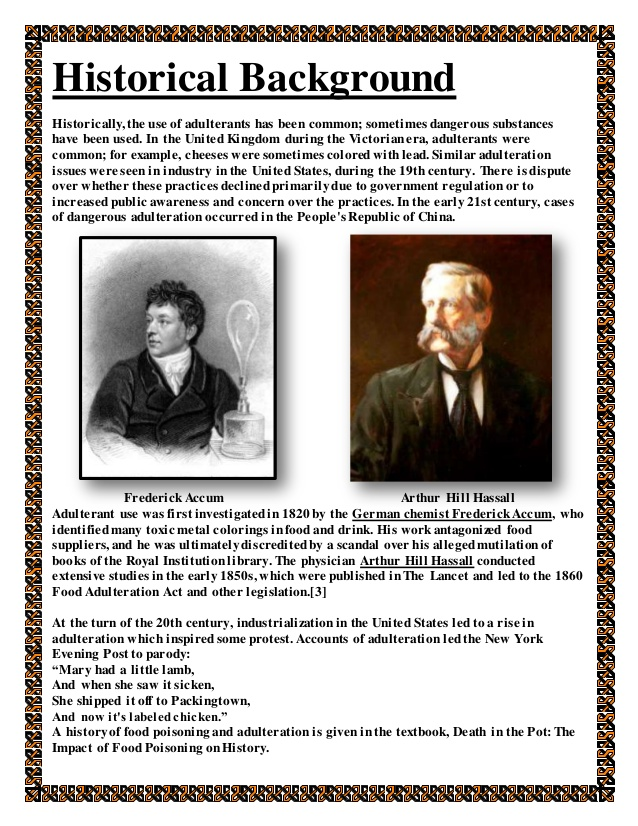 Historical Background
Historically, the use of adulterants has been common; sometimes dangerous substances
have been used. In the United Kingdom during the Victorian era, adulterants were
common; for example, cheeses were sometimes colored with lead. Similar adulteration
issues were seen in industry in the United States, during the 19th century. There is dispute
over whether these practices declined primarily due to government regulation or to
increased public awareness and concern over the practices. In the early 21st century, cases
of dangerous adulteration occurred in the People's Republic of China.
Frederick Accum
Arthur Hill Hassall
Adulterant use was first investigated in 1820 by the German chemist Frederick Accum, who
identified many toxic metal colorings in food and drink. His work antagonized food
suppliers, and he was ultimately discredited by a scandal over his alleged mutilation of
books of the Royal Institution library. The physician Arthur Hill Hassall conducted
extensive studies in the early 1850s, which were published in The Lancet and led to the 1860
Food Adulteration Act and other legislation.[3]
At the turn of the 20th century, industrialization in the United States led to a rise in
adulteration which inspired some protest. Accounts of adulteration led the New York
Evening Post to parody:
“Mary had a little lamb,
And when she saw it sicken,
She shipped it off to Packingtown,
And now it's labeled chicken.”
A history of food poisoning and adulteration is given in the textbook, Death in the Pot: The
Impact of Food Poisoning on History.